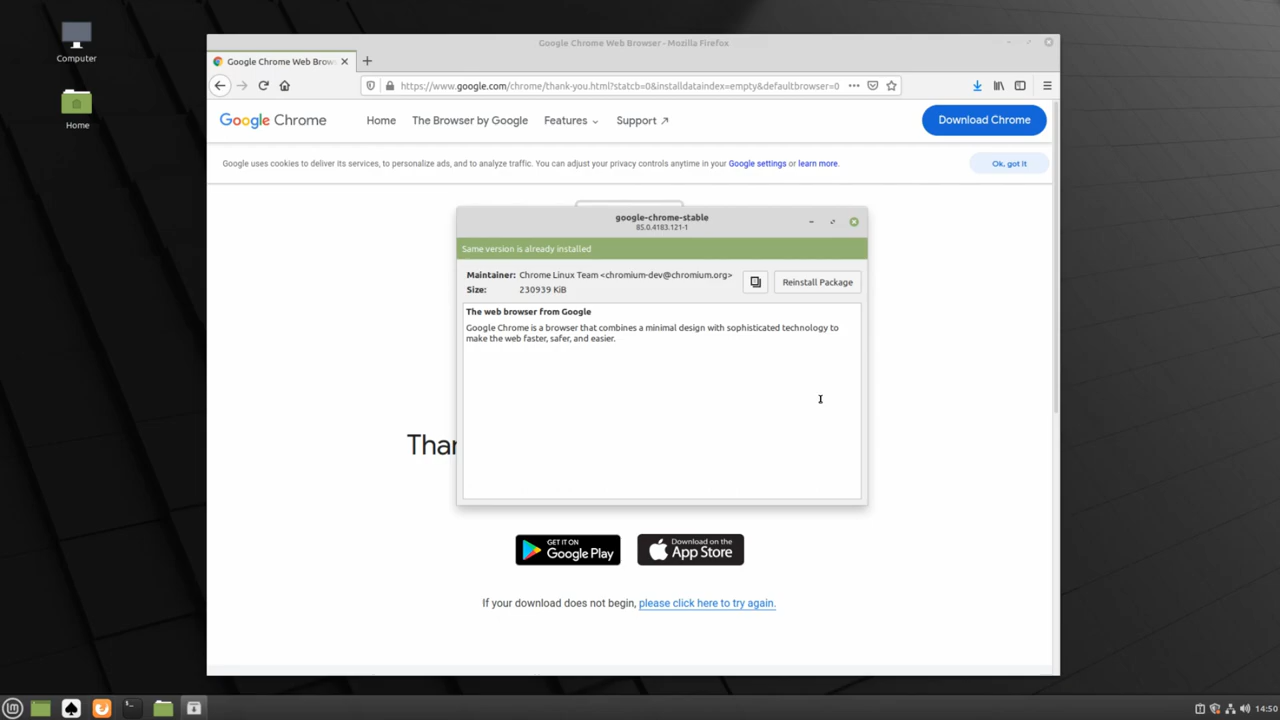 Computer
Home
Google Chrome Web Browser - Mozilla Firefox
Google Chrome Web Brow
https://www.google.com/chrome/thank-you.html?statcb=0&installdataindex=empty&defaultbrowser=0
Google Chrome
Home
The Browser by Google
Features
Support
Download Chrome
Google uses cookies to deliver its services, to personalize ads, and to analyze traffic. You can adjust your privacy controls anytime in your Google settings or learn more.
Ok, got it
google-chrome-stable
85.0.4183.121-1
Same version is already installed
Maintainer: Chrome Linux Team <chromium-dev@chromium.org>
Size: 230939 KiB
Reinstall Package
The web browser from Google
Google Chrome is a browser that combines a minimal design with sophisticated technology to
make the web faster, safer, and easier.
Than
GET IT ON
Google Play
Download on the
App Store
If your download does not begin, please click here to try again.
14:50